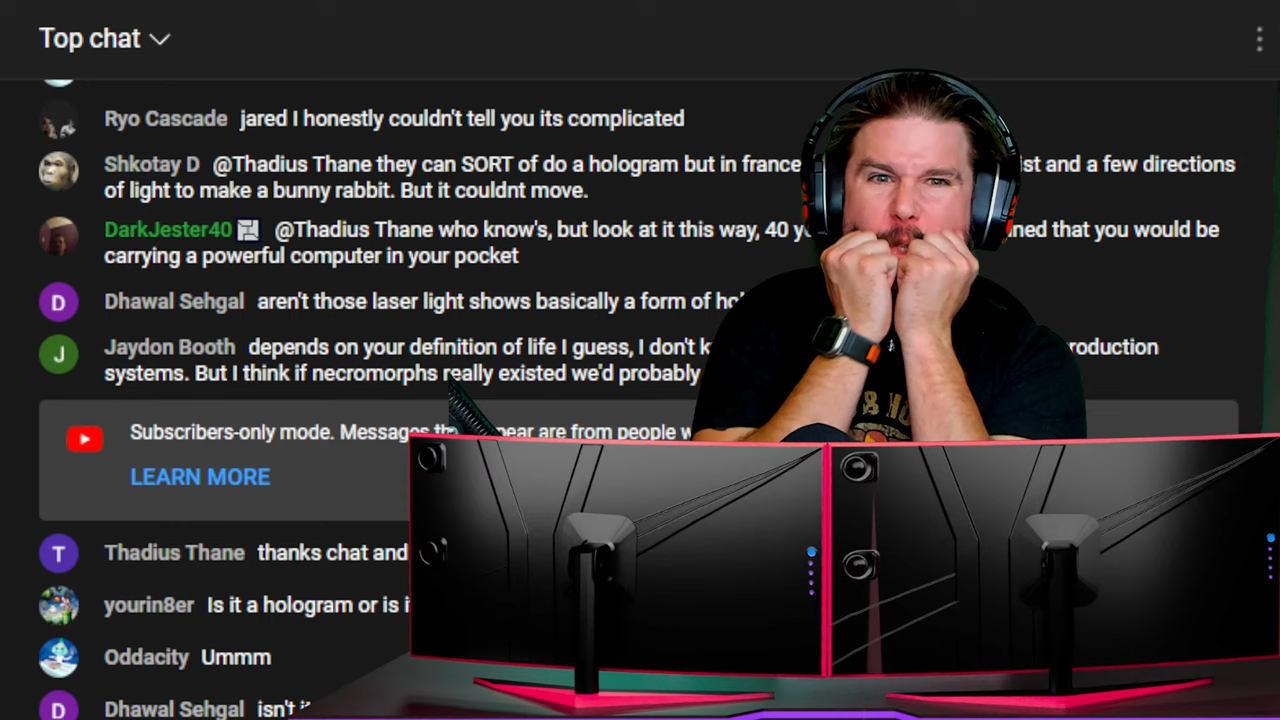 Top chat
Ryo Cascade jared I honestly couldn't tell you its complicated
Shkotay D @Thadius Thane they can SORT of do a hologram but in france st and a few directions
of light to make a bunny rabbit. But it couldnt move.
DarkJester40 @Thadius Thane who know's, but look at it this way, 40 ned that you would be
carrying a powerful computer in your pocket
D Dhawal Sehgal aren't those laser light shows basically a form of
J Jaydon Booth depends on your definition of life I guess, I don't roduction
systems. But I think if necromorphs really existed we'd probably
Subscribers-only mode. Messages appear are from people
LEARN MORE
T Thadius Thane thanks chat and
yourin8er Is it a hologram or is
Oddacity Ummm
D Dhawal Sehgal isn't